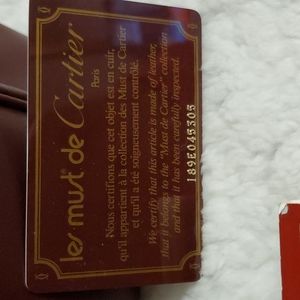 les must de Cartier
Paris
Nous certifions que cet objet est en cuir,
qu'il appartient à la collection des Must de Cartier
et qu'il a été soigneusement contrôlé.
We certify that this article is made of leather,
that it belongs to the "Must de Cartier" collection
and that it has been carefully inspected.
189E045303